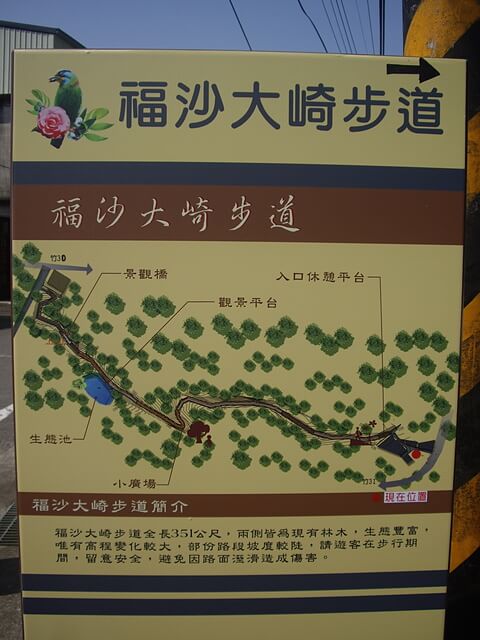 福沙大崎步道
福沙大崎步道
竹30
景觀橋
入口休憩平台
觀景平台
生態池
小廣場
竹31
現在位置
福沙大崎步道簡介
福沙大崎步道全長351公尺，兩側皆為現有林木，生態豐富，
唯有高程變化較大，部份路段坡度較陡，請遊客在步行期
間，留意安全，避免因路面溼滑造成傷害。